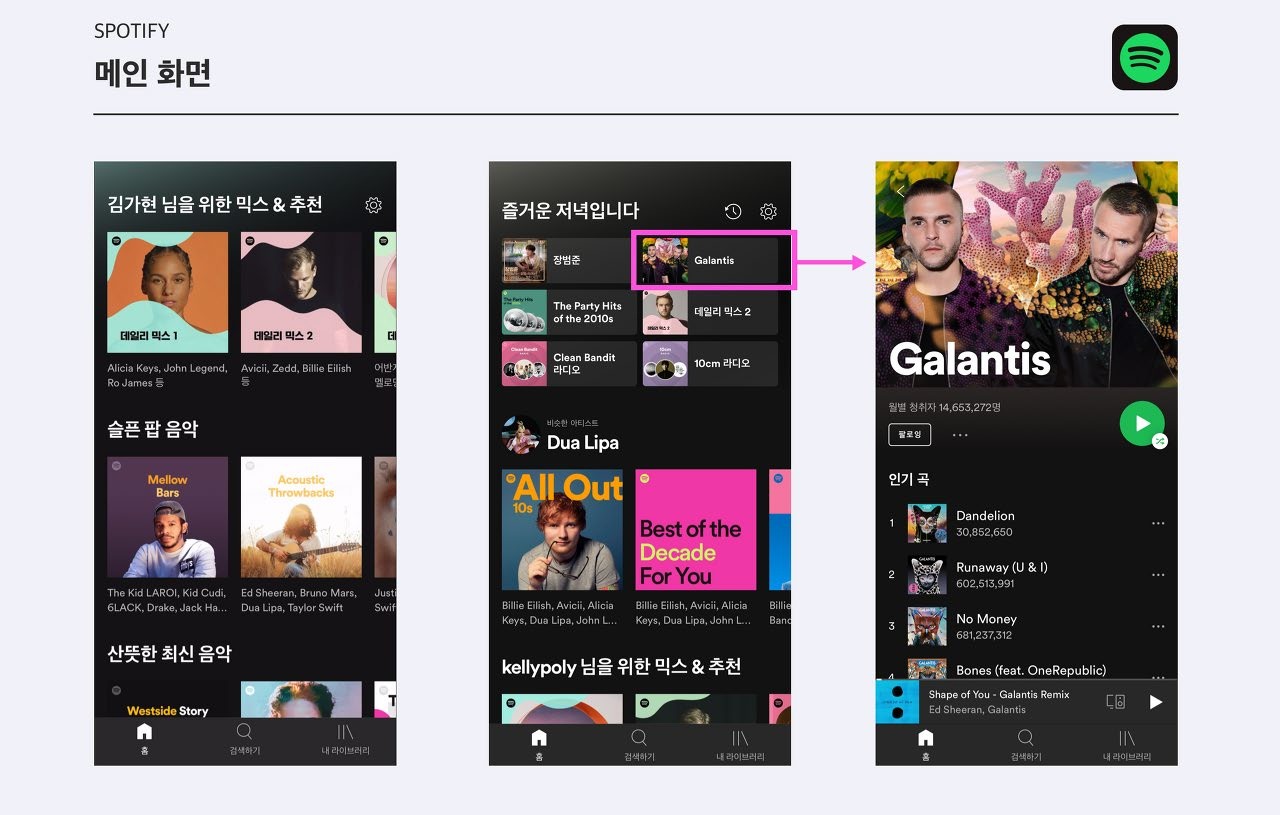 SPOTIFY
메인 화면
김가현 님을 위한 믹스 & 추천
데일리 믹스 1
데일리 믹스 2
Alicia Keys, John Legend,
Ro James 등
Avicii, Zedd, Billie Eilish
등
슬픈 팝 음악
Mellow
Bars
Acoustic
Throwbacks
The Kid LAROI, Kid Cudi,
6LACK, Drake, Jack Ha...
Ed Sheeran, Bruno Mars,
Dua Lipa, Taylor Swift
산뜻한 최신 음악
Westside Story
홈
검색하기
내 라이브러리
즐거운 저녁입니다
장범준
Galantis
The Party Hits
of the 2010s
데일리 믹스 2
Clean Bandit
라디오
10cm 라디오
비슷한 아티스트
Dua Lipa
All Out
10s
Best of the
Decade
For You
Billie Eilish, Avicii, Alicia
Keys, Dua Lipa, John L...
Billie Eilish, Avicii, Alicia
Keys, Dua Lipa, John L...
kellypoly 님을 위한 믹스 & 추천
홈
검색하기
내 라이브러리
Galantis
월별 청취자 14,653,272명
팔로잉
인기 곡
1
Dandelion
30,852,650
2
Runaway (U & I)
602,513,991
3
No Money
681,237,312
4
Bones (feat. OneRepublic)
Shape of You - Galantis Remix
Ed Sheeran, Galantis
홈
검색하기
내 라이브러리